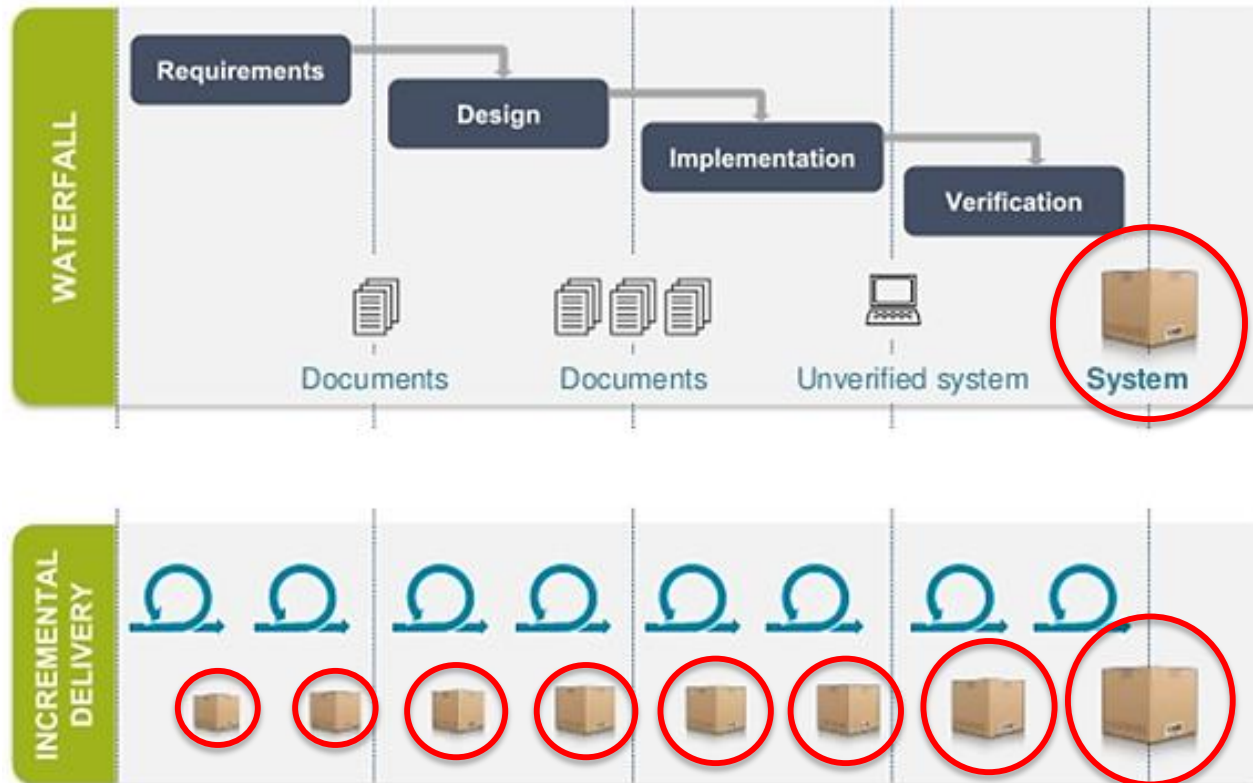 WATERFALL
Requirements
Design
Implementation
Verification
Documents
Documents
Unverified system
System
INCREMENTAL
DELIVERY